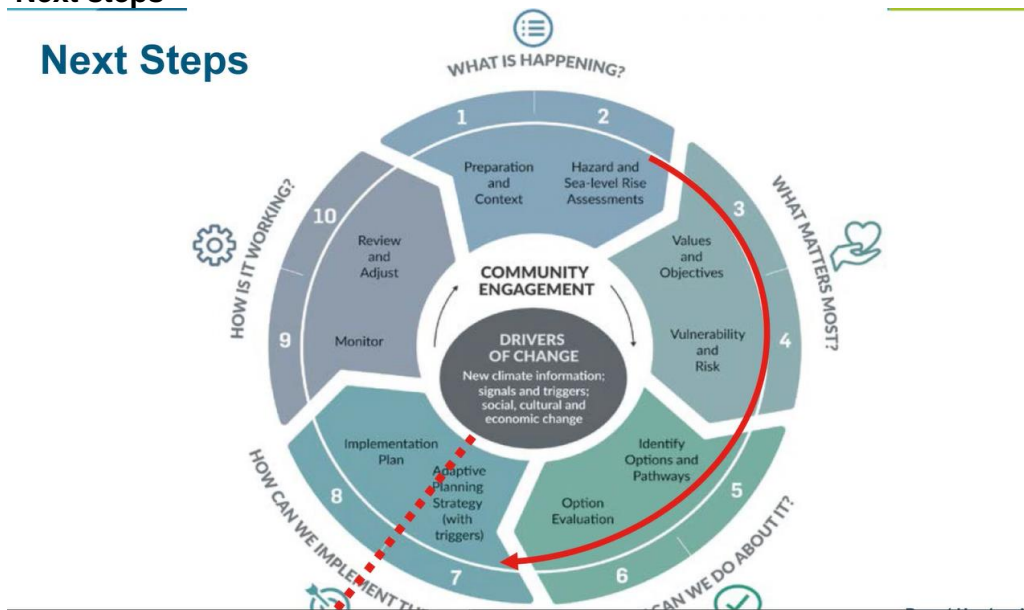 Next Steps
WHAT IS HAPPENING?
1
2
Preparation
and
Context
Hazard and
Sea-level Rise
Assessments
WHAT MATTERS MOST?
3
Values
and
Objectives
4
Vulnerability
and
Risk
5
Identify
Options and
Pathways
6
Option
Evaluation
CAN WE DO ABOUT IT?
7
Adaptive
Planning
Strategy
(with
triggers)
8
Implementation
Plan
HOW CAN WE IMPLEMENT
9
Monitor
10
Review
and
Adjust
HOW IS IT WORKING?
COMMUNITY
ENGAGEMENT
DRIVERS
OF CHANGE
New climate information;
signals and triggers;
social, cultural and
economic change